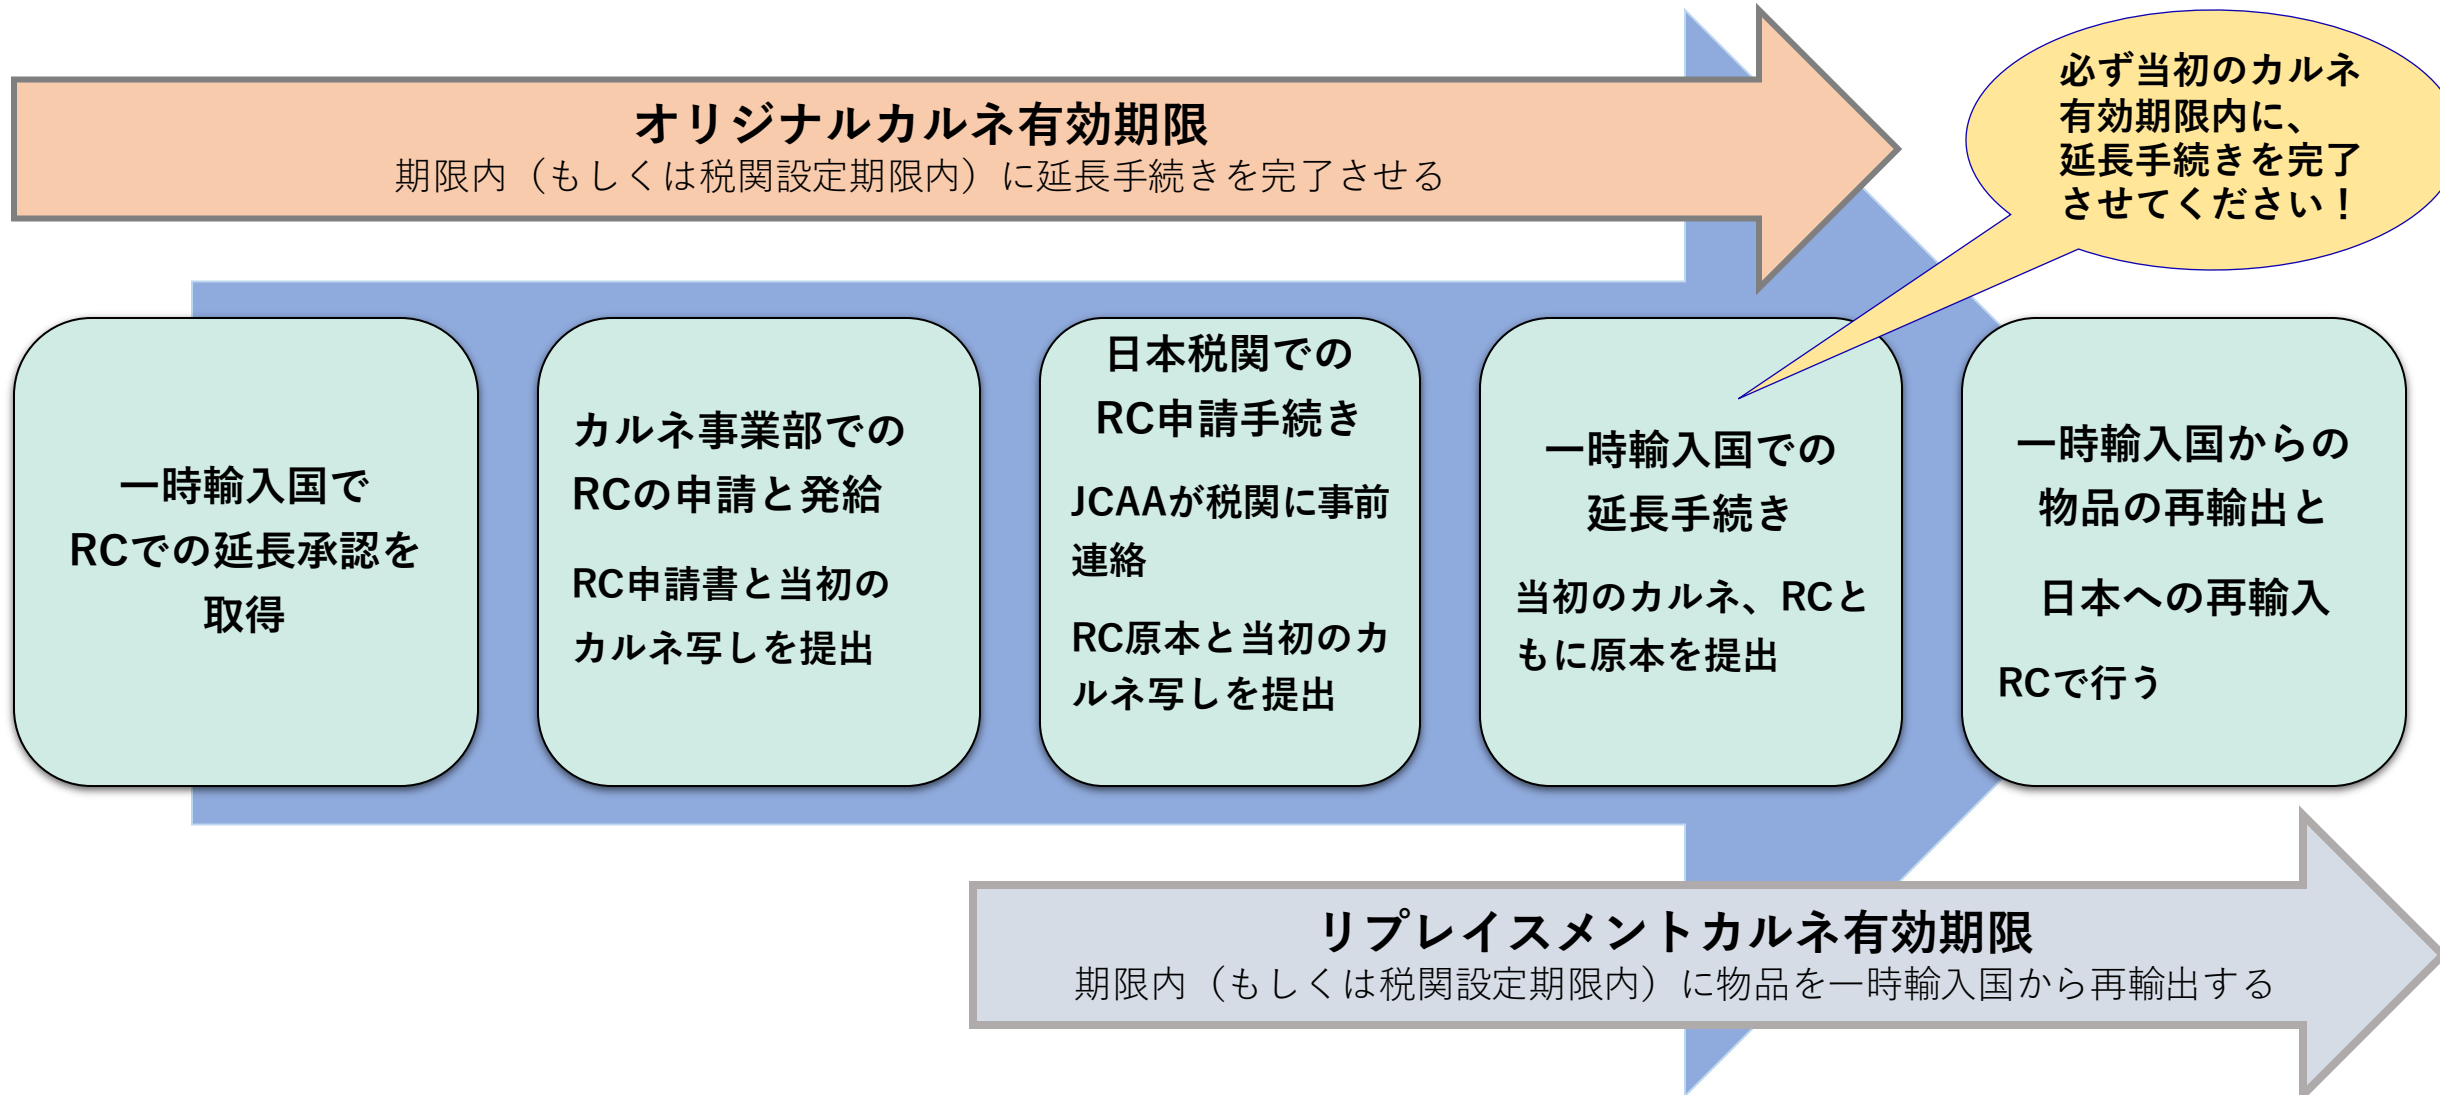 オリジナルカルネ有効期限
期限内（もしくは税関設定期限内）に延長手続きを完了させる
必ず当初のカルネ
有効期限内に、
延長手続きを完了
させてください！
一時輸入国で
RCでの延長承認を
取得
カルネ事業部での
RCの申請と発給
RC申請書と当初の
カルネ写しを提出
日本税関での
RC申請手続き
JCAAが税関に事前
連絡
RC原本と当初のカ
ルネ写しを提出
一時輸入国での
延長手続き
当初のカルネ、RCと
もに原本を提出
一時輸入国からの
物品の再輸出と
日本への再輸入
RCで行う
リプレイスメントカルネ有効期限
期限内（もしくは税関設定期限内）に物品を一時輸入国から再輸出する